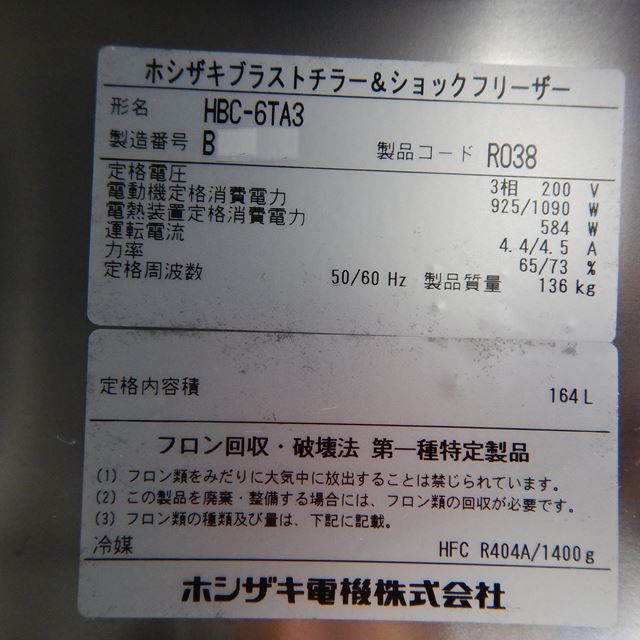 ホシザキブラストチラー&ショックフリーザー
形名 HBC-6TA3
製造番号 B 製品コード R038
定格電圧 3相 200 V
電動機定格消費電力 925/1090 W
電熱装置定格消費電力 584 W
運転電流 4.4/4.5 A
力率 65/73 %
定格周波数 50/60 Hz 製品質量 136 kg
定格内容積 164 L
フロン回収・破壊法 第一種特定製品
(1) フロン類をみだりに大気中に放出することは禁じられています。
(2) この製品を廃棄・整備する場合には、フロン類の回収が必要です。
(3) フロン類の種類及び量は、下記に記載。
冷媒 HFC R404A/1400g
ホシザキ電機株式会社